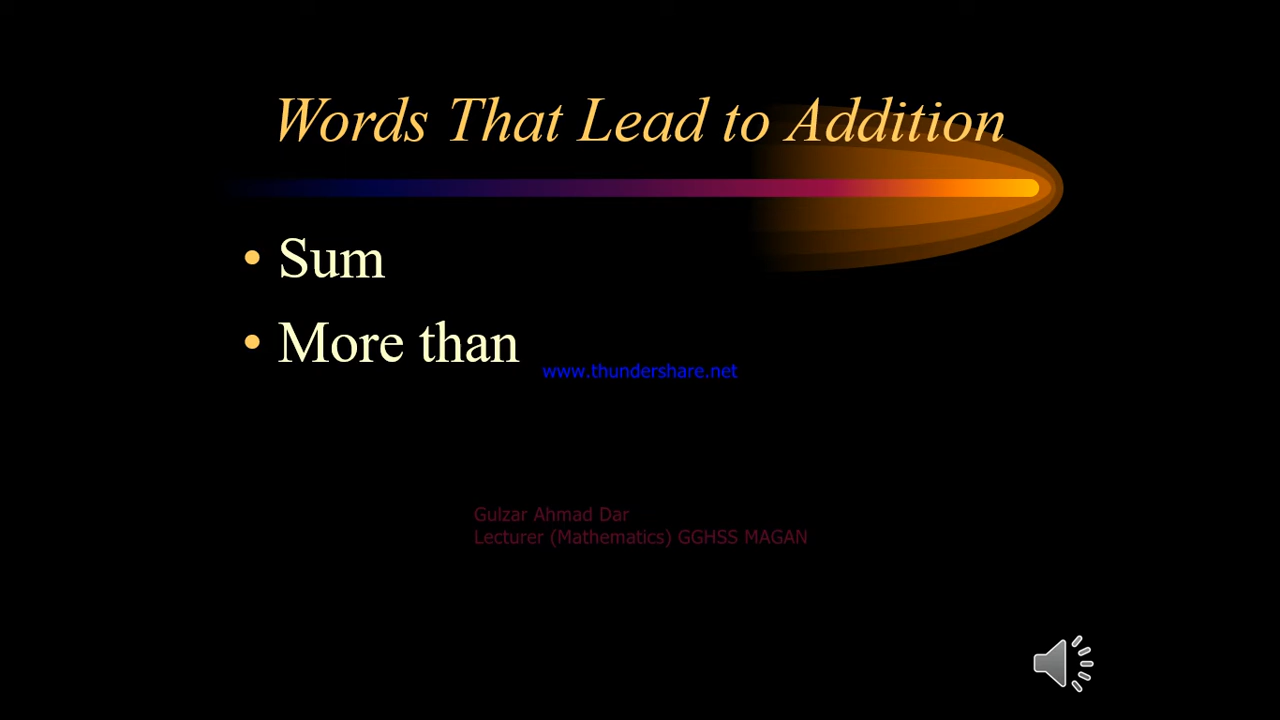 Words That Lead to Addition
• Sum
• More than
www.thundershare.net
Gulzar Ahmad Dar
Lecturer (Mathematics) GGHSS MAGAN